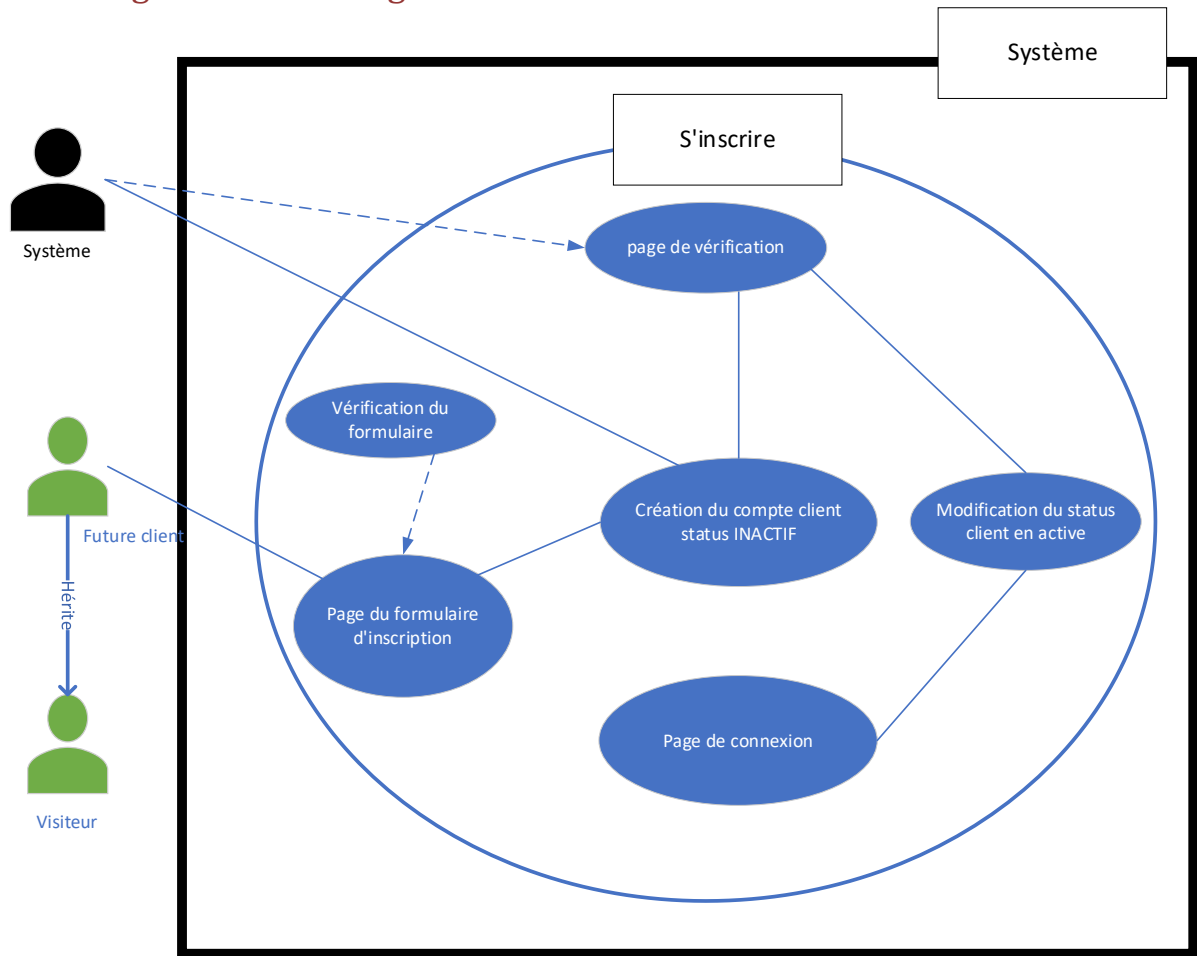 Système
S'inscrire
Système
page de vérification
Vérification du
formulaire
Future client
Création du compte client
status INACTIF
Modification du status
client en active
Hérite
Page du formulaire
d'inscription
Page de connexion
Visiteur